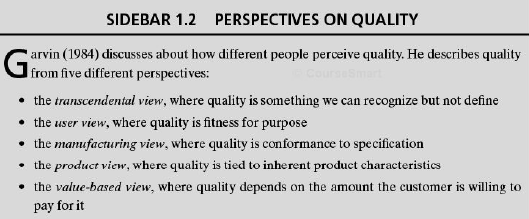 SIDEBAR 1.2 PERSPECTIVES ON QUALITY
Garvin (1984) discusses about how different people perceive quality. He describes quality
from five different perspectives:
© CourseSmart
• the transcendental view, where quality is something we can recognize but not define
• the user view, where quality is fitness for purpose
• the manufacturing view, where quality is conformance to specification
• the product view, where quality is tied to inherent product characteristics
• the value-based view, where quality depends on the amount the customer is willing to
pay for it